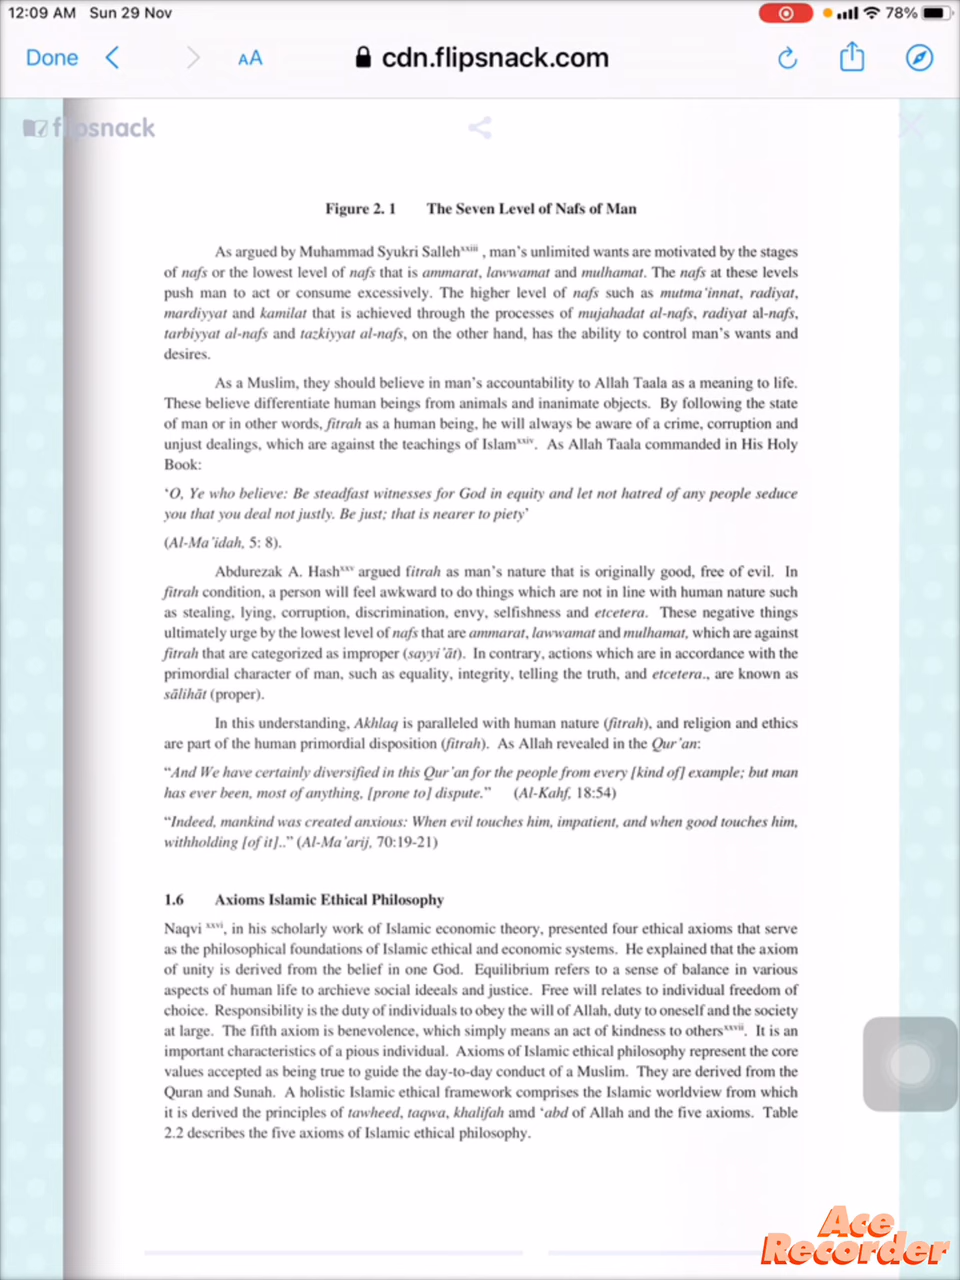 12:09 AM Sun 29 Nov 78%
Done AA cdn.flipsnack.com
flipsnack
Figure 2. 1 The Seven Level of Nafs of Man
As argued by Muhammad Syukri Salleh xxiii , man's unlimited wants are motivated by the stages
of nafs or the lowest level of nafs that is ammarat, lawwamat and mulhamat. The nafs at these levels
push man to act or consume excessively. The higher level of nafs such as mutma'innat, radiyat,
mardiyyat and kamilat that is achieved through the processes of mujahadat al-nafs, radiyat al-nafs,
tarbiyyat al-nafs and tazkiyyat al-nafs, on the other hand, has the ability to control man's wants and
desires.
As a Muslim, they should believe in man's accountability to Allah Taala as a meaning to life.
These believe differentiate human beings from animals and inanimate objects. By following the state
of man or in other words, fitrah as a human being, he will always be aware of a crime, corruption and
unjust dealings, which are against the teachings of Islam xxiv. As Allah Taala commanded in His Holy
Book:
'O, Ye who believe: Be steadfast witnesses for God in equity and let not hatred of any people seduce
you that you deal not justly. Be just; that is nearer to piety'
(Al-Ma'idah, 5: 8).
Abdurezak A. Hash xxv argued fitrah as man's nature that is originally good, free of evil. In
fitrah condition, a person will feel awkward to do things which are not in line with human nature such
as stealing, lying, corruption, discrimination, envy, selfishness and etcetera. These negative things
ultimately urge by the lowest level of nafs that are ammarat, lawwamat and mulhamat, which are against
fitrah that are categorized as improper (sayyi'āt). In contrary, actions which are in accordance with the
primordial character of man, such as equality, integrity, telling the truth, and etcetera., are known as
sālihāt (proper).
In this understanding, Akhlaq is paralleled with human nature (fitrah), and religion and ethics
are part of the human primordial disposition (fitrah). As Allah revealed in the Qur'an:
"And We have certainly diversified in this Qur'an for the people from every [kind of] example; but man
has ever been, most of anything, [prone to] dispute." (Al-Kahf, 18:54)
"Indeed, mankind was created anxious: When evil touches him, impatient, and when good touches him,
withholding [of it].." (Al-Ma'arij, 70:19-21)
1.6 Axioms Islamic Ethical Philosophy
Naqvi xxvi, in his scholarly work of Islamic economic theory, presented four ethical axioms that serve
as the philosophical foundations of Islamic ethical and economic systems. He explained that the axiom
of unity is derived from the belief in one God. Equilibrium refers to a sense of balance in various
aspects of human life to archieve social ideeals and justice. Free will relates to individual freedom of
choice. Responsibility is the duty of individuals to obey the will of Allah, duty to oneself and the society
at large. The fifth axiom is benevolence, which simply means an act of kindness to others xxvii. It is an
important characteristics of a pious individual. Axioms of Islamic ethical philosophy represent the core
values accepted as being true to guide the day-to-day conduct of a Muslim. They are derived from the
Quran and Sunah. A holistic Islamic ethical framework comprises the Islamic worldview from which
it is derived the principles of tawheed, taqwa, khalifah amd 'abd of Allah and the five axioms. Table
2.2 describes the five axioms of Islamic ethical philosophy.
Ace
Recorder